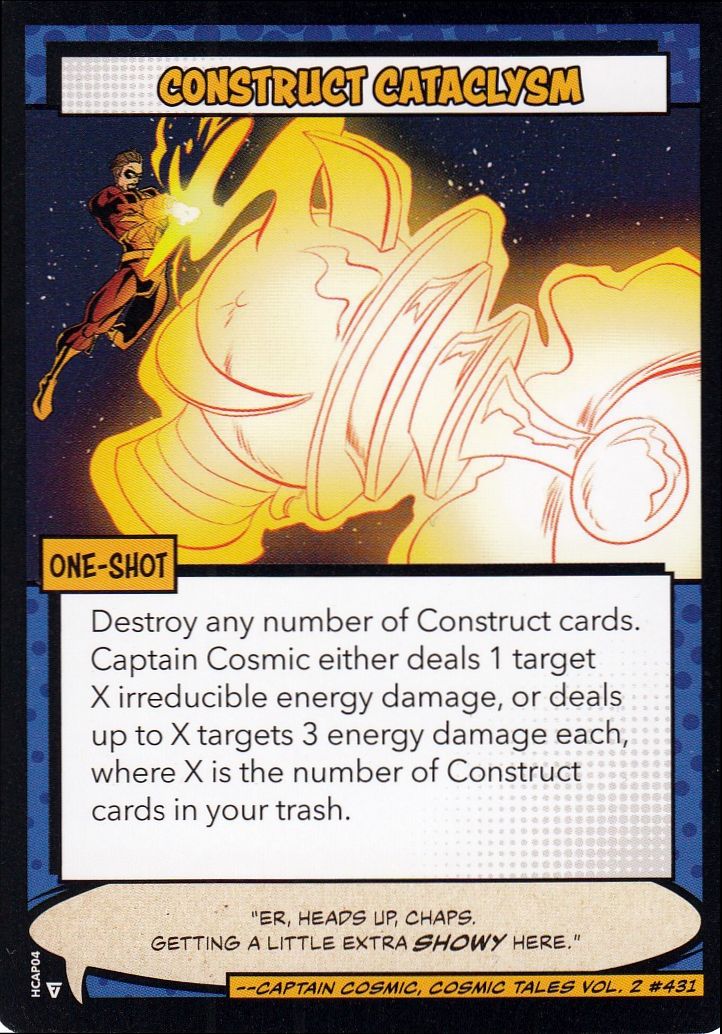 CONSTRUCT CATACLYSM
ONE-SHOT
Destroy any number of Construct cards.
Captain Cosmic either deals 1 target
X irreducible energy damage, or deals
up to X targets 3 energy damage each,
where X is the number of Construct
cards in your trash.
"ER, HEADS UP, CHAPS.
GETTING A LITTLE EXTRA SHOWY HERE."
--CAPTAIN COSMIC, COSMIC TALES VOL. 2 #431
HCAP04